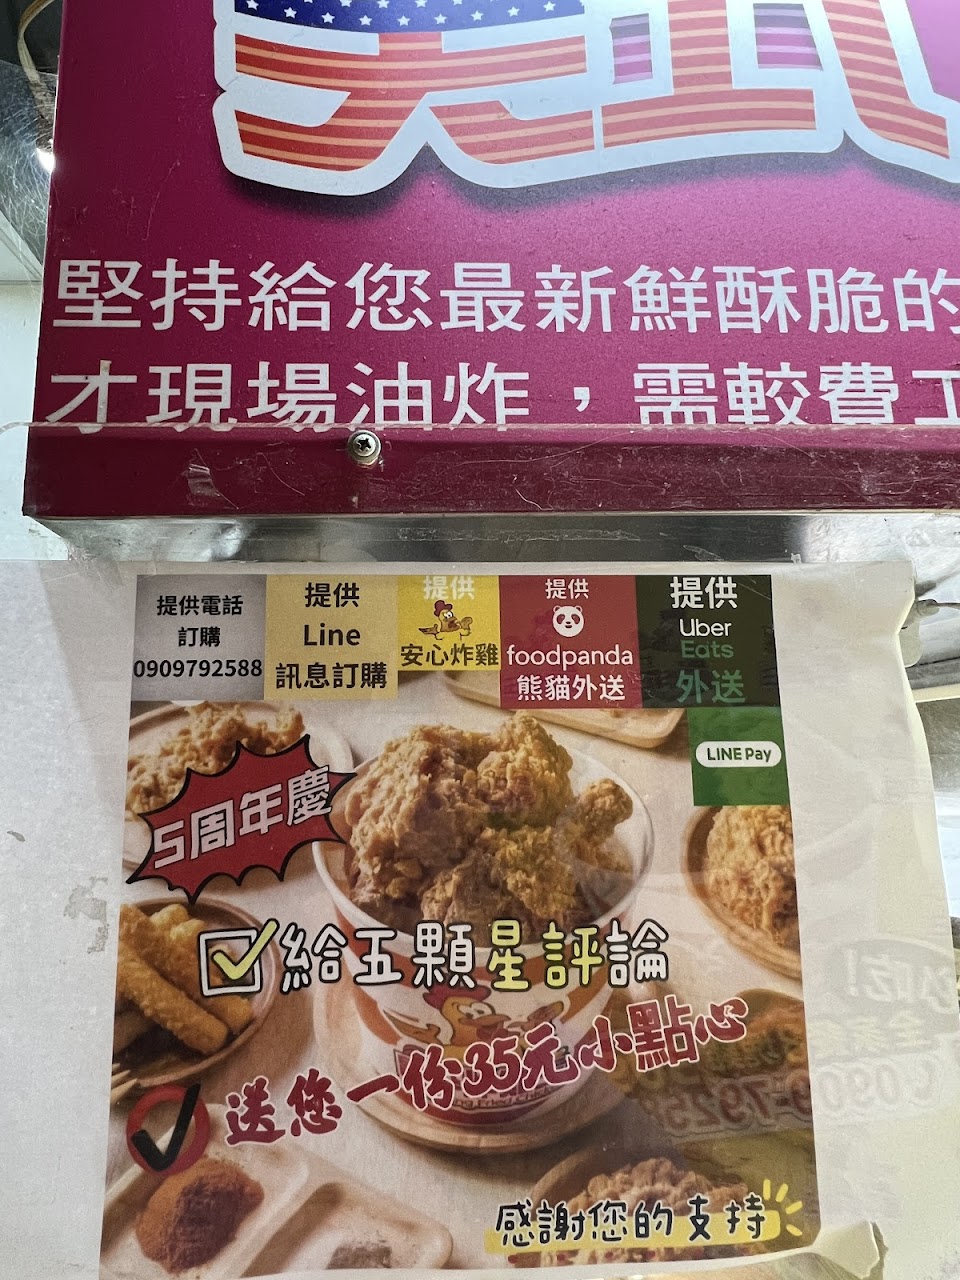 美式
堅持給您最新鮮酥脆的
才現場油炸，需較費工
提供電話
訂購
0909792588
提供
Line
訊息訂購
提供
安心炸雞
提供
foodpanda
熊貓外送
提供
Uber
Eats
外送
LINE Pay
5周年慶
給五顆星評論
送您一份35元小點心
感謝您的支持